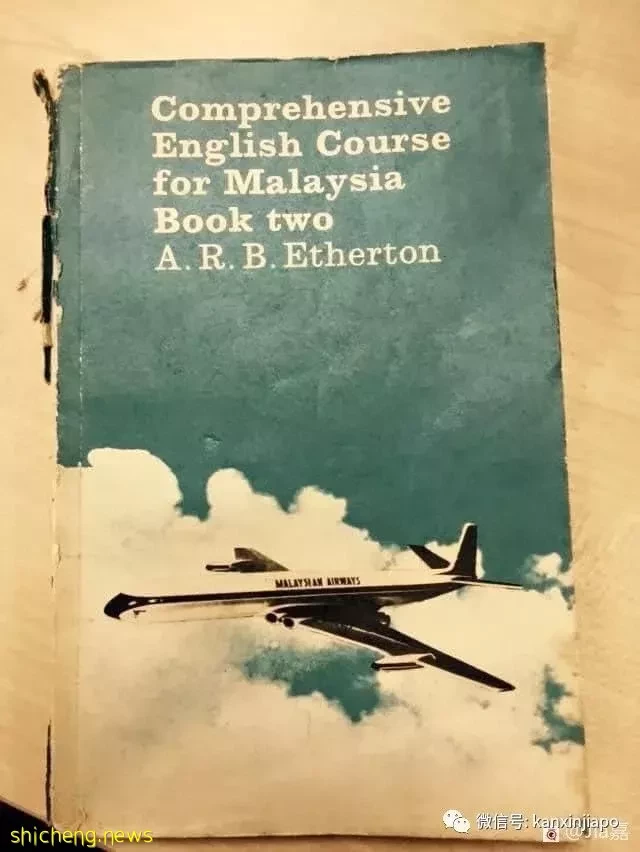 Comprehensive
English Course
for Malaysia
Book two
A. R. B. Etherton
MALAYSIAN AIRWAYS
微信号: kanxinjiapo
shicheng.news